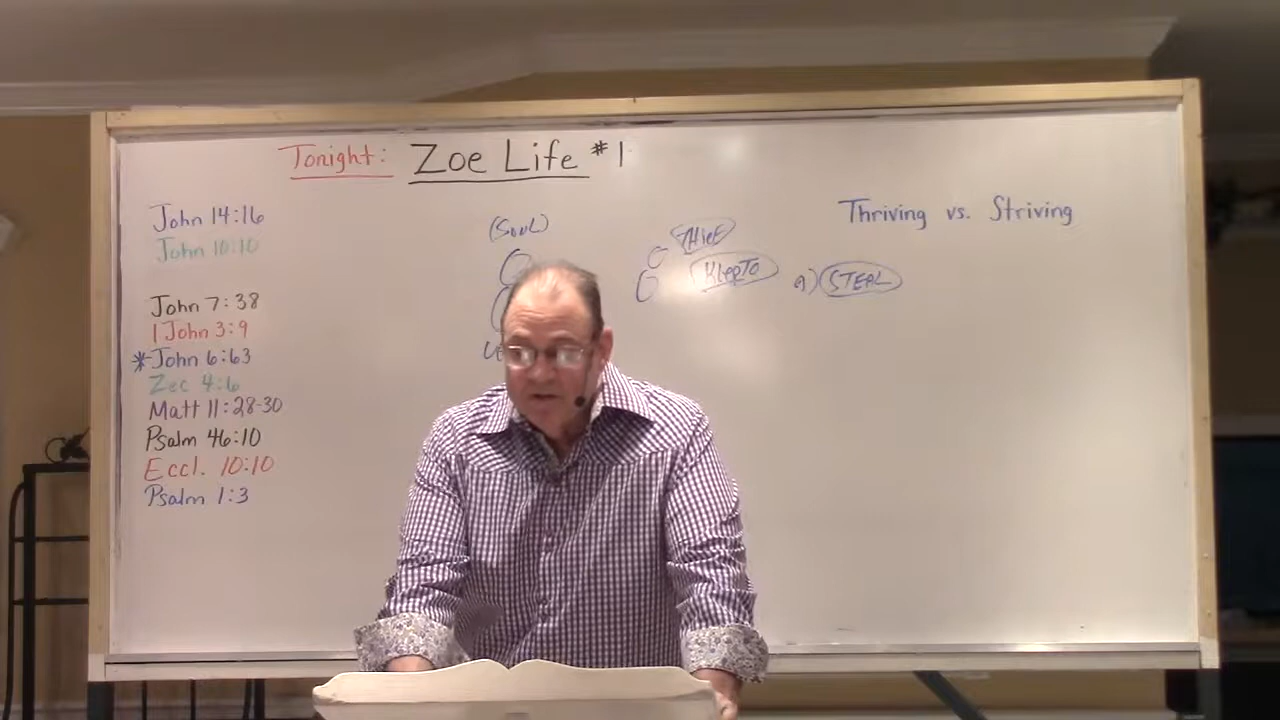 Tonight: Zoe Life #1
John 14:16
John 10:10
John 7:38
1 John 3:9
*John 6:63
Zec 4:6
Matt 11:28-30
Psalm 46:10
Eccl. 10:10
Psalm 1:3
(SouL)
THieF
KlepTo
a) STEAL
Thriving vs. Striving